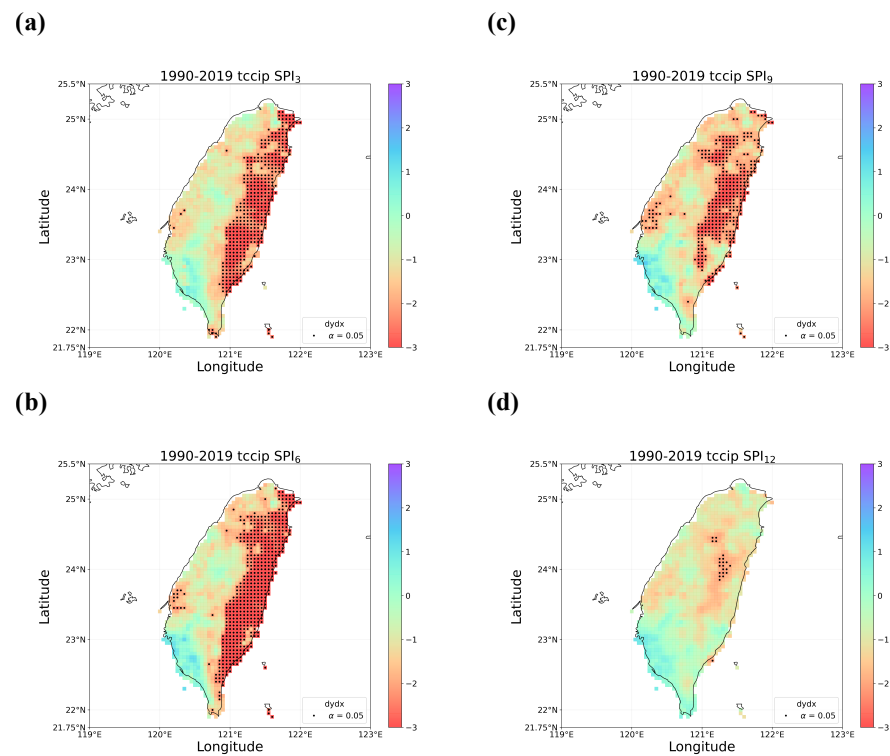 (a)
1990-2019 tccip SPI₃
25.5°N
25°N
24°N
23°N
22°N
21.75°N
119°E
120°E
121°E
122°E
123°E
Latitude
Longitude
3
2
1
0
−1
−2
−3
dydx
α = 0.05
(c)
1990-2019 tccip SPI₉
25.5°N
25°N
24°N
23°N
22°N
21.75°N
119°E
120°E
121°E
122°E
123°E
Latitude
Longitude
3
2
1
0
−1
−2
−3
dydx
α = 0.05
(b)
1990-2019 tccip SPI₆
25.5°N
25°N
24°N
23°N
22°N
21.75°N
119°E
120°E
121°E
122°E
123°E
Latitude
Longitude
3
2
1
0
−1
−2
−3
dydx
α = 0.05
(d)
1990-2019 tccip SPI₁₂
25.5°N
25°N
24°N
23°N
22°N
21.75°N
119°E
120°E
121°E
122°E
123°E
Latitude
Longitude
3
2
1
0
−1
−2
−3
dydx
α = 0.05